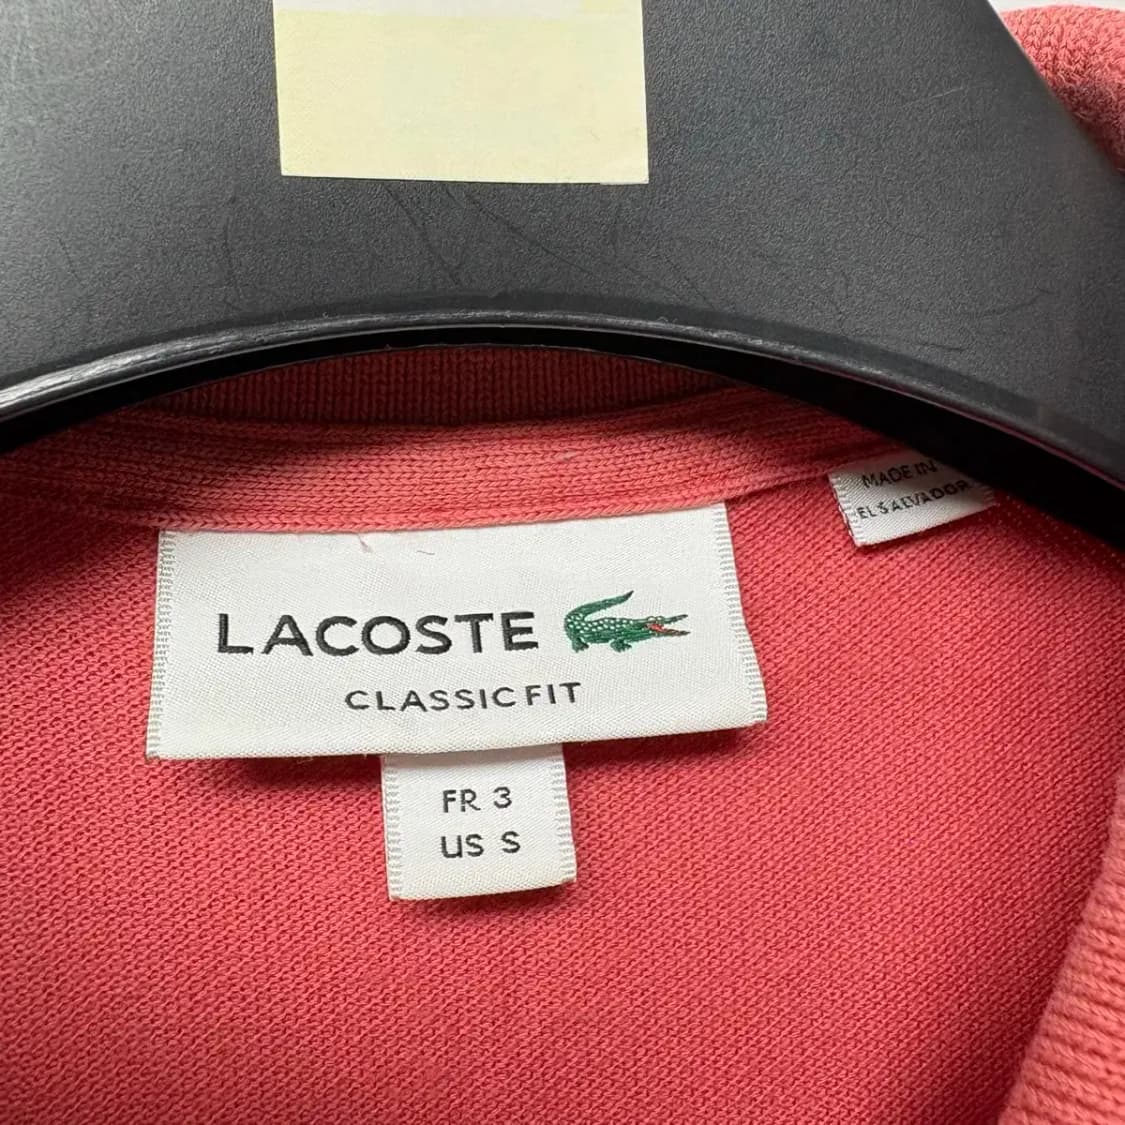 MADE IN
EL SALVADOR
LACOSTE
CLASSIC FIT
FR 3
US S